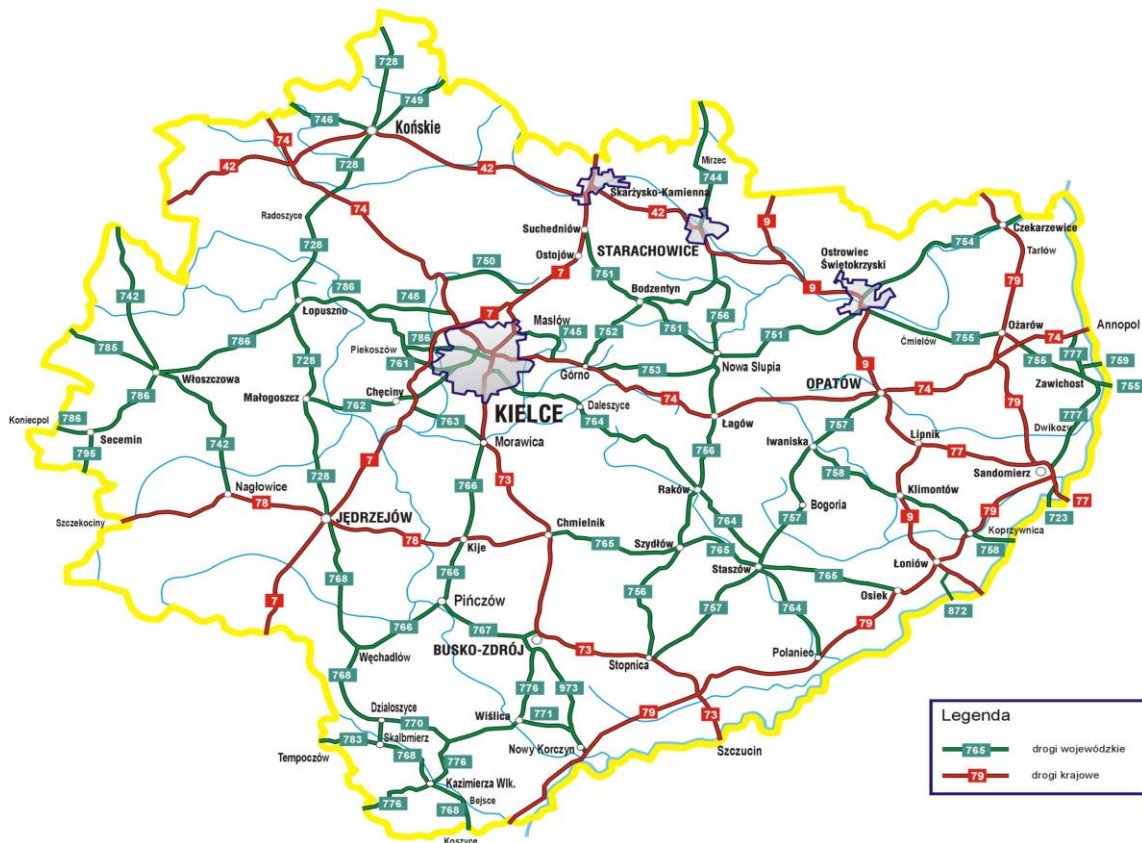 728
749
746
Końskie
74
42
728
42
Mirzec
744
Skarżysko-Kamienna
42
74
Radoszyce
9
Suchedniów
STARACHOWICE
728
Ostojów
750
7
751
Bodzentyn
Ostrowiec
Świętokrzyski
754
Czekarzewice
Tarłów
79
742
786
748
Łopuszno
7
Masłów
745
752
751
756
751
9
Ćmielów
755
Ożarów
74
Annopol
785
786
Piekoszów
786
761
Górno
753
Nowa Slupia
9
755
777
759
Zawichost
755
Włoszczowa
728
Małogoszcz
762
Chęciny
KIELCE
Daleszyce
74
OPATÓW
74
79
777
Dwikozy
786
Koniecpol
786
Secemin
795
742
763
Morawica
764
Łagów
756
Iwaniska
757
758
Lipnik
77
Sandomierz
77
723
728
7
766
73
Raków
764
Bogoria
757
Klimontów
9
79
Koprzywnica
758
Nagłowice
78
Szczekociny
JĘDRZEJÓW
78
Kije
Chmielnik
765
Szydłów
765
Staszów
765
Łoniów
Osiek
872
768
766
Pińczów
756
757
764
7
766
767
BUSKO-ZDRÓJ
73
Stopnica
Połaniec
79
Węchadłów
768
776
973
79
73
Szczucin
Działoszyce
770
Wiślica
771
Skalbmierz
783
Tempoczów
768
776
Nowy Korczyn
Kazimierza Wlk.
776
Bejsce
768
Koszyce
Legenda
765
drogi wojewódzkie
79
drogi krajowe